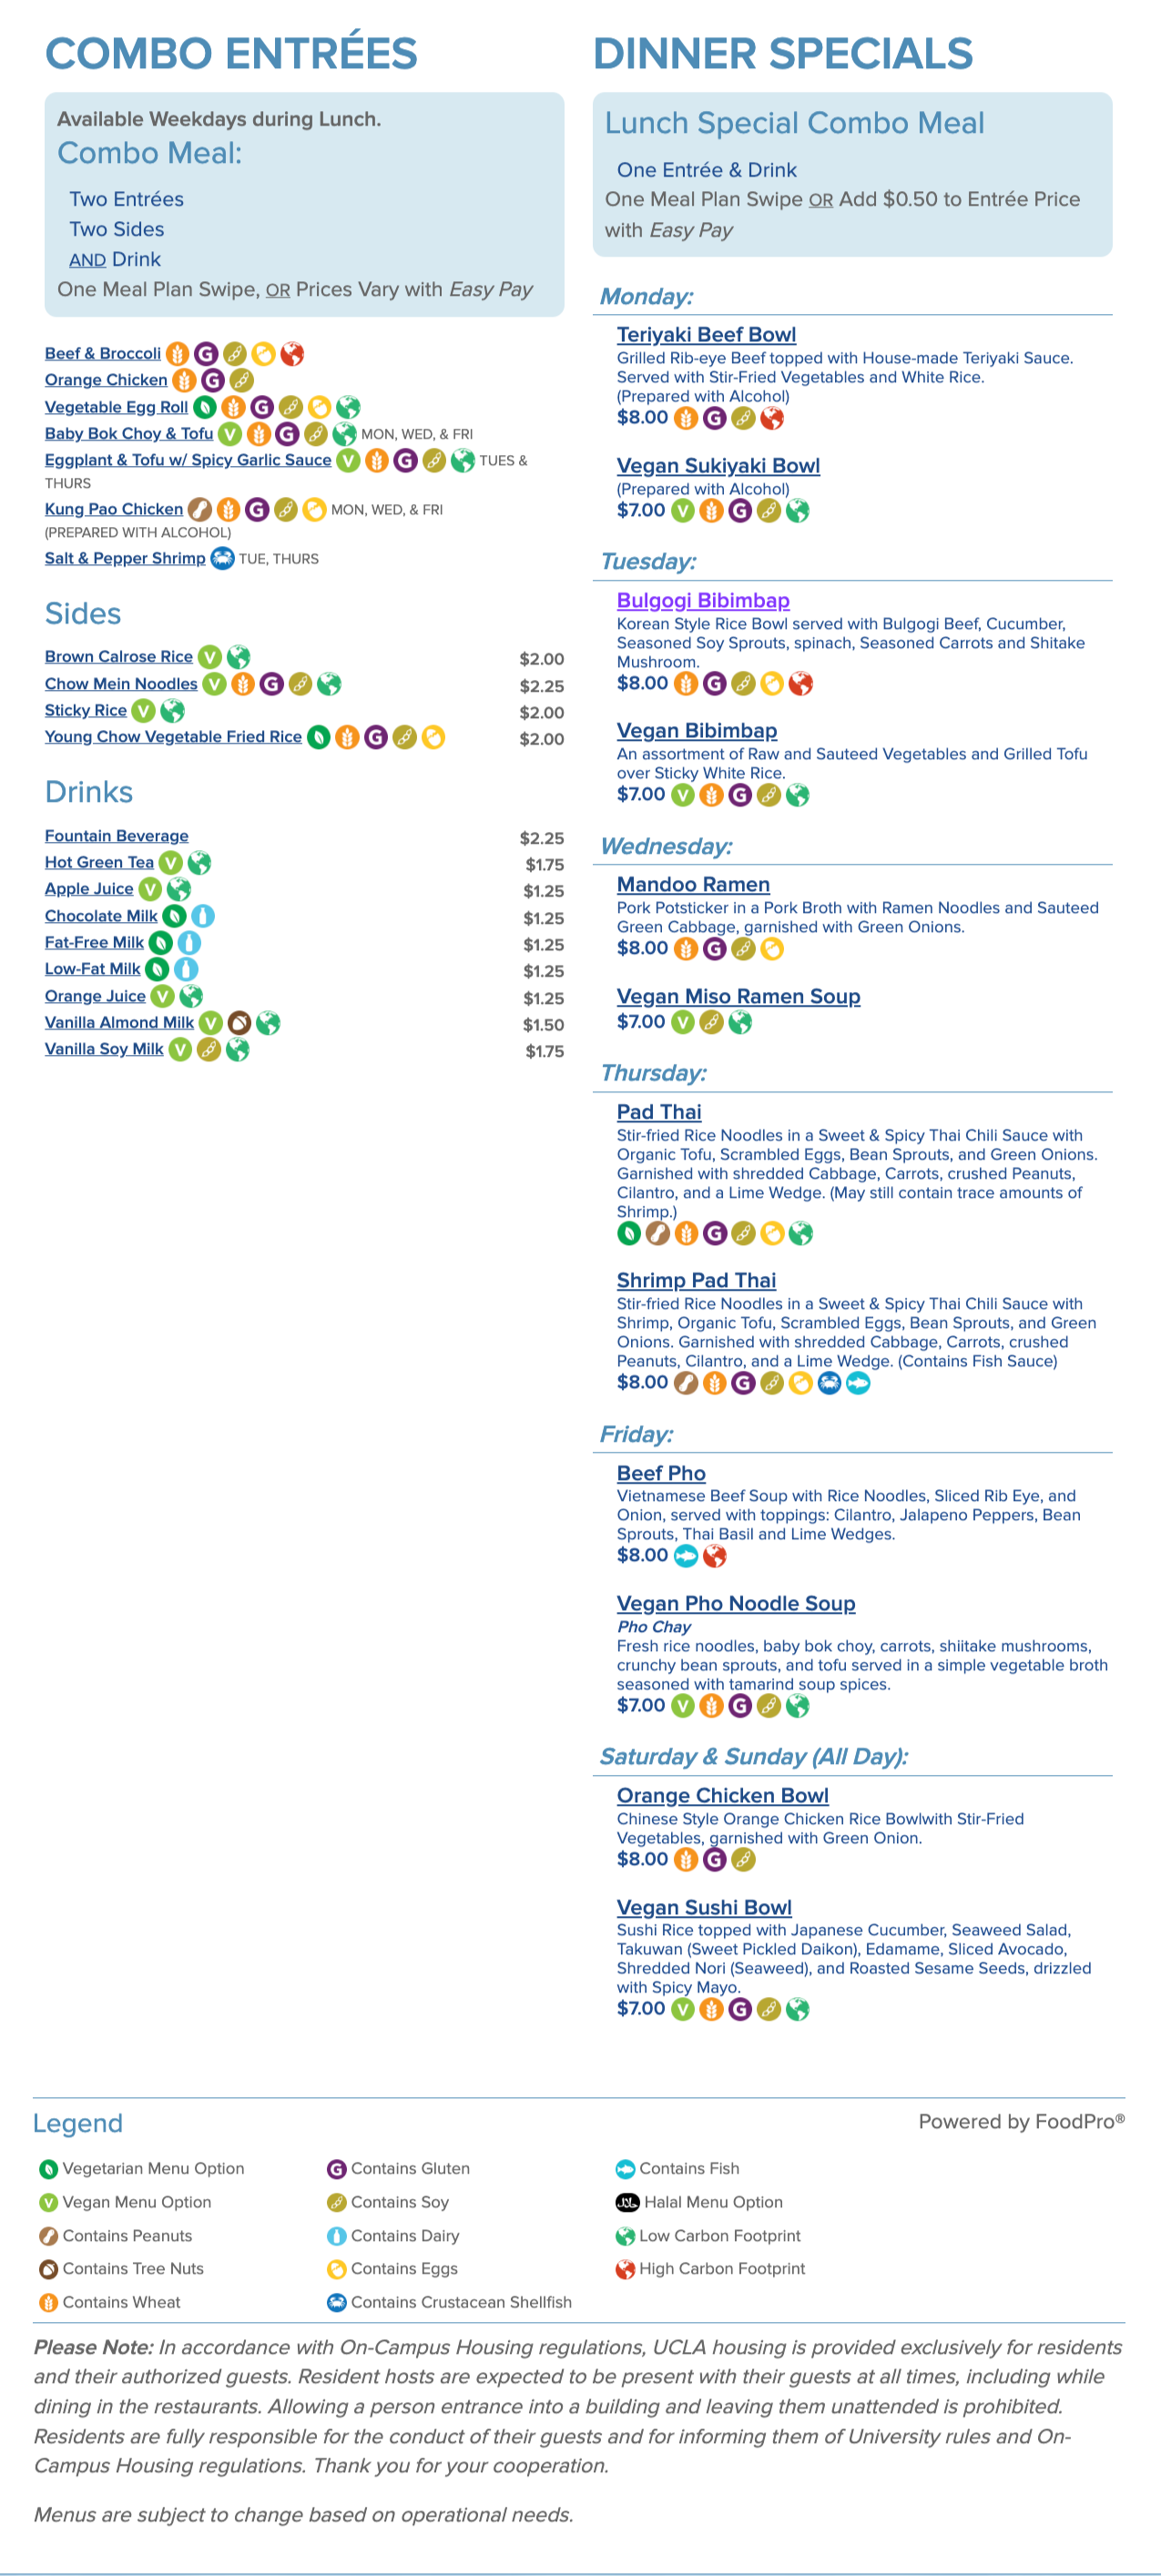 COMBO ENTRÉES
Available Weekdays during Lunch.
Combo Meal:
Two Entrées
Two Sides
AND Drink
One Meal Plan Swipe, OR Prices Vary with Easy Pay
Beef & Broccoli
Orange Chicken
Vegetable Egg Roll
Baby Bok Choy & Tofu MON, WED, & FRI
Eggplant & Tofu w/ Spicy Garlic Sauce TUES &
THURS
Kung Pao Chicken MON, WED, & FRI
(PREPARED WITH ALCOHOL)
Salt & Pepper Shrimp TUE, THURS
Sides
Brown Calrose Rice $2.00
Chow Mein Noodles $2.25
Sticky Rice $2.00
Young Chow Vegetable Fried Rice $2.00
Drinks
Fountain Beverage $2.25
Hot Green Tea $1.75
Apple Juice $1.25
Chocolate Milk $1.25
Fat-Free Milk $1.25
Low-Fat Milk $1.25
Orange Juice $1.25
Vanilla Almond Milk $1.50
Vanilla Soy Milk $1.75
DINNER SPECIALS
Lunch Special Combo Meal
One Entrée & Drink
One Meal Plan Swipe OR Add $0.50 to Entrée Price
with Easy Pay
Monday:
Teriyaki Beef Bowl
Grilled Rib-eye Beef topped with House-made Teriyaki Sauce.
Served with Stir-Fried Vegetables and White Rice.
(Prepared with Alcohol)
$8.00
Vegan Sukiyaki Bowl
(Prepared with Alcohol)
$7.00
Tuesday:
Bulgogi Bibimbap
Korean Style Rice Bowl served with Bulgogi Beef, Cucumber,
Seasoned Soy Sprouts, spinach, Seasoned Carrots and Shitake
Mushroom.
$8.00
Vegan Bibimbap
An assortment of Raw and Sauteed Vegetables and Grilled Tofu
over Sticky White Rice.
$7.00
Wednesday:
Mandoo Ramen
Pork Potsticker in a Pork Broth with Ramen Noodles and Sauteed
Green Cabbage, garnished with Green Onions.
$8.00
Vegan Miso Ramen Soup
$7.00
Thursday:
Pad Thai
Stir-fried Rice Noodles in a Sweet & Spicy Thai Chili Sauce with
Organic Tofu, Scrambled Eggs, Bean Sprouts, and Green Onions.
Garnished with shredded Cabbage, Carrots, crushed Peanuts,
Cilantro, and a Lime Wedge. (May still contain trace amounts of
Shrimp.)
Shrimp Pad Thai
Stir-fried Rice Noodles in a Sweet & Spicy Thai Chili Sauce with
Shrimp, Organic Tofu, Scrambled Eggs, Bean Sprouts, and Green
Onions. Garnished with shredded Cabbage, Carrots, crushed
Peanuts, Cilantro, and a Lime Wedge. (Contains Fish Sauce)
$8.00
Friday:
Beef Pho
Vietnamese Beef Soup with Rice Noodles, Sliced Rib Eye, and
Onion, served with toppings: Cilantro, Jalapeno Peppers, Bean
Sprouts, Thai Basil and Lime Wedges.
$8.00
Vegan Pho Noodle Soup
Pho Chay
Fresh rice noodles, baby bok choy, carrots, shiitake mushrooms,
crunchy bean sprouts, and tofu served in a simple vegetable broth
seasoned with tamarind soup spices.
$7.00
Saturday & Sunday (All Day):
Orange Chicken Bowl
Chinese Style Orange Chicken Rice Bowlwith Stir-Fried
Vegetables, garnished with Green Onion.
$8.00
Vegan Sushi Bowl
Sushi Rice topped with Japanese Cucumber, Seaweed Salad,
Takuwan (Sweet Pickled Daikon), Edamame, Sliced Avocado,
Shredded Nori (Seaweed), and Roasted Sesame Seeds, drizzled
with Spicy Mayo.
$7.00
Legend
Powered by FoodPro®
Vegetarian Menu Option
Vegan Menu Option
Contains Peanuts
Contains Tree Nuts
Contains Wheat
Contains Gluten
Contains Soy
Contains Dairy
Contains Eggs
Contains Crustacean Shellfish
Contains Fish
Halal Menu Option
Low Carbon Footprint
High Carbon Footprint
Please Note: In accordance with On-Campus Housing regulations, UCLA housing is provided exclusively for residents
and their authorized guests. Resident hosts are expected to be present with their guests at all times, including while
dining in the restaurants. Allowing a person entrance into a building and leaving them unattended is prohibited.
Residents are fully responsible for the conduct of their guests and for informing them of University rules and On-
Campus Housing regulations. Thank you for your cooperation.
Menus are subject to change based on operational needs.